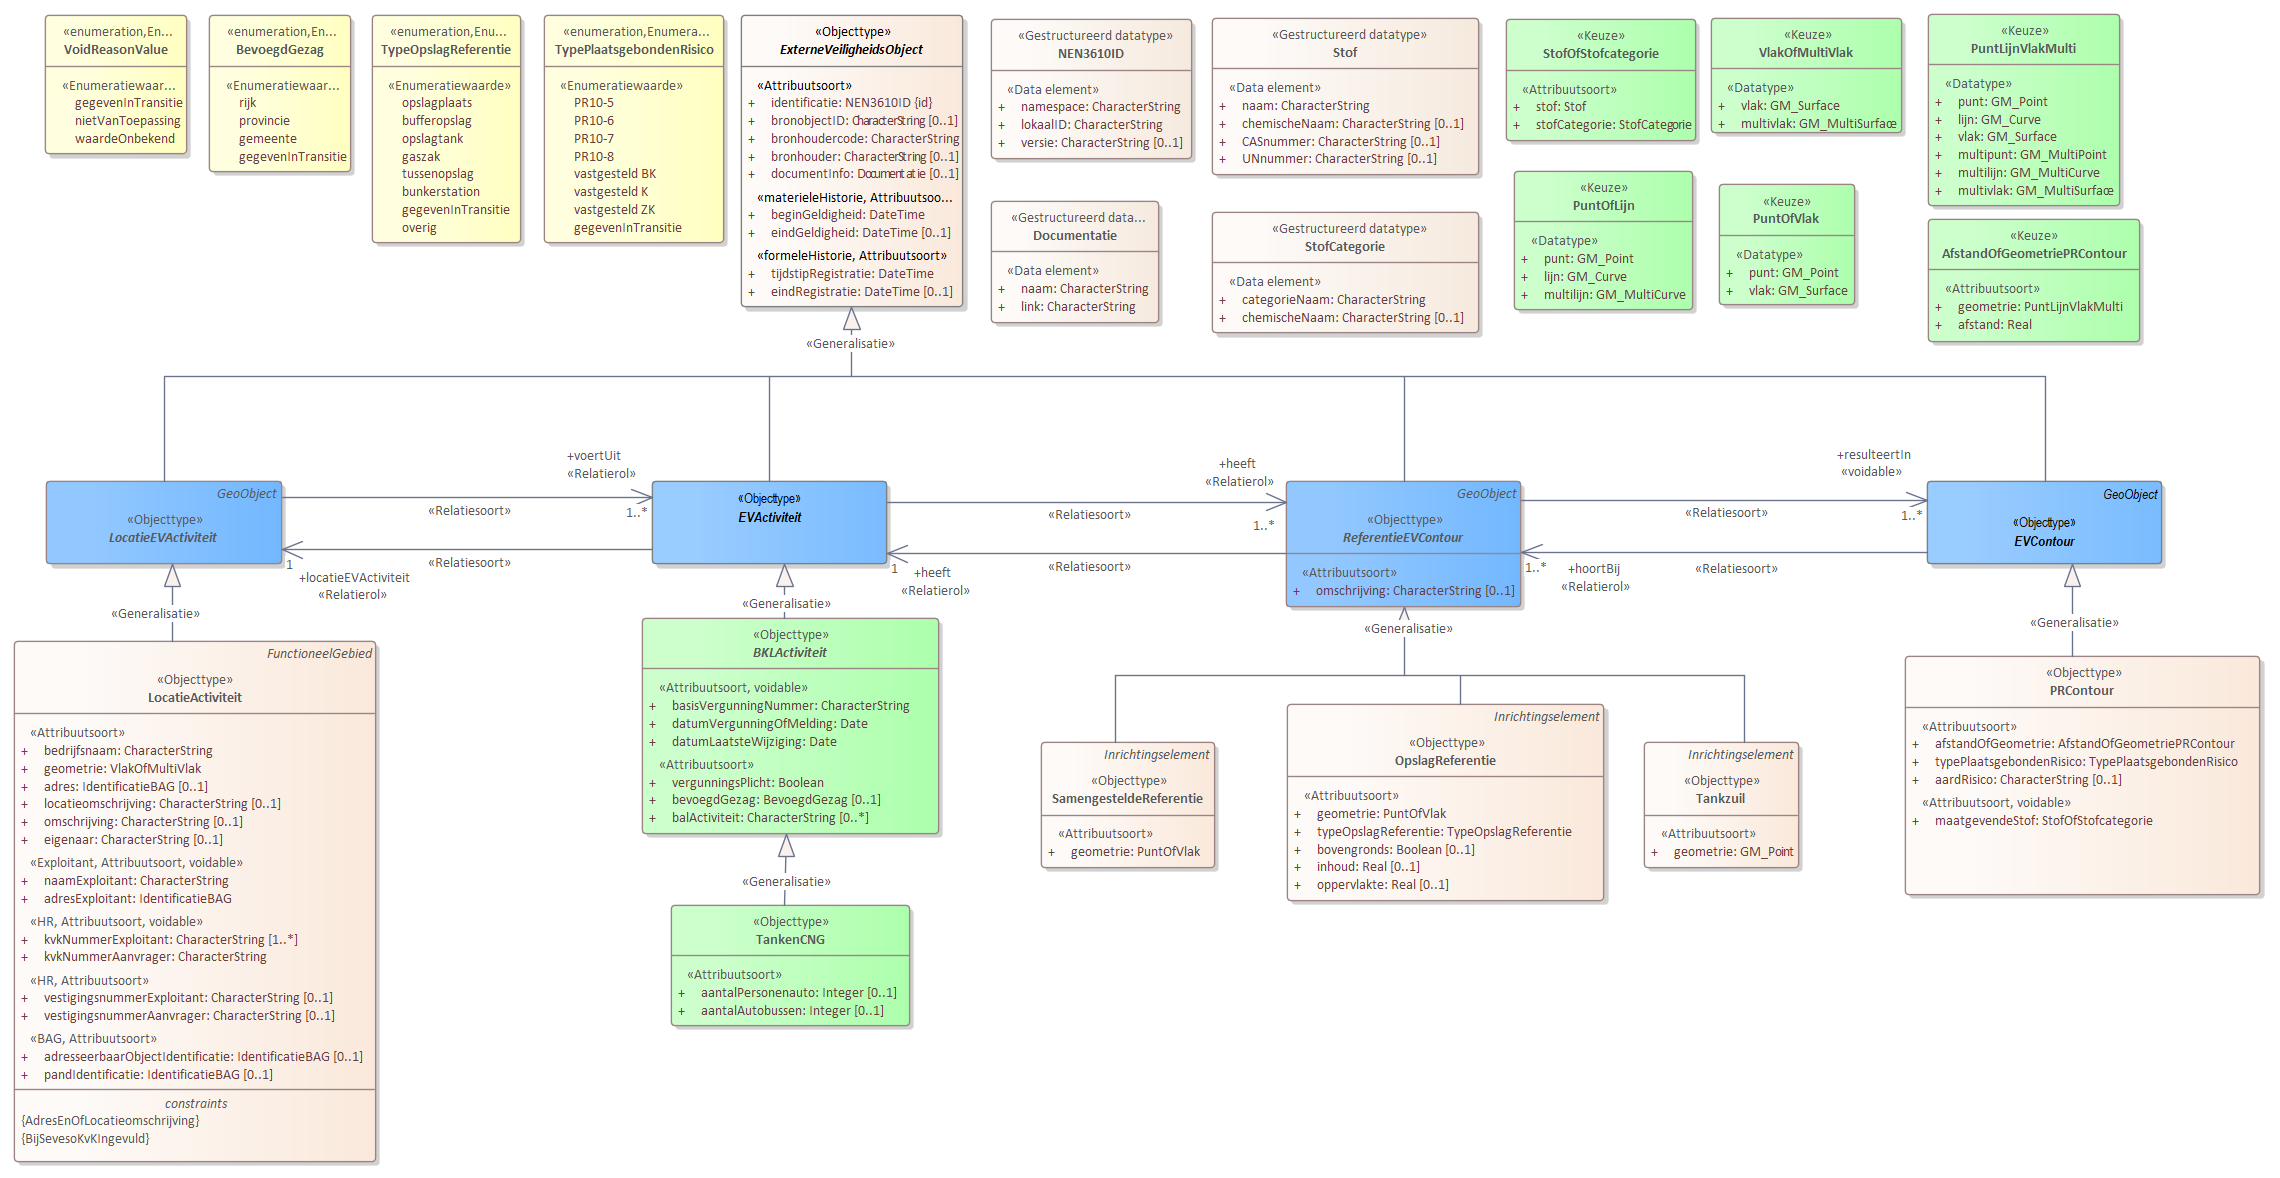 «enumeration,En...
VoidReasonValue
«Enumeratiewaar...
gegevenInTransitie
nietVanToepassing
waardeOnbekend
«enumeration,En...
BevoegdGezag
«Enumeratiewaar...
rijk
provincie
gemeente
gegevenInTransitie
«enumeration,Enu...
TypeOpslagReferentie
«Enumeratiewaarde»
opslagplaats
bufferopslag
opslagtank
gaszak
tussenopslag
bunkerstation
gegevenInTransitie
overig
«enumeration,Enumera...
TypePlaatsgebondenRisico
«Enumeratiewaarde»
PR10-5
PR10-6
PR10-7
PR10-8
vastgesteld BK
vastgesteld K
vastgesteld ZK
gegevenInTransitie
«Objecttype»
ExterneVeiligheidsObject
«Attribuutsoort»
+ identificatie: NEN3610ID {id}
+ bronobjectID: CharacterString [0..1]
+ bronhoudercode: CharacterString
+ bronhouder: CharacterString [0..1]
+ documentInfo: Documentatie [0..1]
«materieleHistorie, Attribuutsoo...
+ beginGeldigheid: DateTime
+ eindGeldigheid: DateTime [0..1]
«formeleHistorie, Attribuutsoort»
+ tijdstipRegistratie: DateTime
+ eindRegistratie: DateTime [0..1]
«Gestructureerd datatype»
NEN3610ID
«Data element»
+ namespace: CharacterString
+ lokaalID: CharacterString
+ versie: CharacterString [0..1]
«Gestructureerd data...
Documentatie
«Data element»
+ naam: CharacterString
+ link: CharacterString
«Gestructureerd datatype»
Stof
«Data element»
+ naam: CharacterString
+ chemischeNaam: CharacterString [0..1]
+ CASnummer: CharacterString [0..1]
+ UNnummer: CharacterString [0..1]
«Gestructureerd datatype»
StofCategorie
«Data element»
+ categorieNaam: CharacterString
+ chemischeNaam: CharacterString [0..1]
«Keuze»
StofOfStofcategorie
«Attribuutsoort»
+ stof: Stof
+ stofCategorie: StofCategorie
«Keuze»
PuntOfLijn
«Datatype»
+ punt: GM_Point
+ lijn: GM_Curve
+ multilijn: GM_MultiCurve
«Keuze»
VlakOfMultiVlak
«Datatype»
+ vlak: GM_Surface
+ multivlak: GM_MultiSurface
«Keuze»
PuntOfVlak
«Datatype»
+ punt: GM_Point
+ vlak: GM_Surface
«Keuze»
PuntLijnVlakMulti
«Datatype»
+ punt: GM_Point
+ lijn: GM_Curve
+ vlak: GM_Surface
+ multipunt: GM_MultiPoint
+ multilijn: GM_MultiCurve
+ multivlak: GM_MultiSurface
«Keuze»
AfstandOfGeometriePRContour
«Attribuutsoort»
+ geometrie: PuntLijnVlakMulti
+ afstand: Real
«Generalisatie»
GeoObject
«Objecttype»
LocatieEVActiviteit
+voertUit
«Relatierol»
1..*
«Relatiesoort»
«Relatiesoort»
1
+locatieEVActiviteit
«Relatierol»
«Objecttype»
EVActiviteit
+heeft
«Relatierol»
1..*
«Relatiesoort»
«Relatiesoort»
1
+heeft
«Relatierol»
GeoObject
«Objecttype»
ReferentieEVContour
«Attribuutsoort»
+ omschrijving: CharacterString [0..1]
+resulteertIn
«voidable»
1..*
«Relatiesoort»
«Relatiesoort»
1..*
+hoortBij
«Relatierol»
GeoObject
«Objecttype»
EVContour
«Generalisatie»
«Generalisatie»
«Generalisatie»
«Generalisatie»
FunctioneelGebied
«Objecttype»
LocatieActiviteit
«Attribuutsoort»
+ bedrijfsnaam: CharacterString
+ geometrie: VlakOfMultiVlak
+ adres: IdentificatieBAG [0..1]
+ locatieomschrijving: CharacterString [0..1]
+ omschrijving: CharacterString [0..1]
+ eigenaar: CharacterString [0..1]
«Exploitant, Attribuutsoort, voidable»
+ naamExploitant: CharacterString
+ adresExploitant: IdentificatieBAG
«HR, Attribuutsoort, voidable»
+ kvkNummerExploitant: CharacterString [1..*]
+ kvkNummerAanvrager: CharacterString
«HR, Attribuutsoort»
+ vestigingsnummerExploitant: CharacterString [0..1]
+ vestigingsnummerAanvrager: CharacterString [0..1]
«BAG, Attribuutsoort»
+ adresseerbaarObjectIdentificatie: IdentificatieBAG [0..1]
+ pandIdentificatie: IdentificatieBAG [0..1]
constraints
{AdresEnOfLocatieomschrijving}
{BijSevesoKvKIngevuld}
«Objecttype»
BKLActiviteit
«Attribuutsoort, voidable»
+ basisVergunningNummer: CharacterString
+ datumVergunningOfMelding: Date
+ datumLaatsteWijziging: Date
«Attribuutsoort»
+ vergunningsPlicht: Boolean
+ bevoegdGezag: BevoegdGezag [0..1]
+ balActiviteit: CharacterString [0..*]
«Generalisatie»
«Objecttype»
TankenCNG
«Attribuutsoort»
+ aantalPersonenauto: Integer [0..1]
+ aantalAutobussen: Integer [0..1]
Inrichtingselement
«Objecttype»
SamengesteldeReferentie
«Attribuutsoort»
+ geometrie: PuntOfVlak
Inrichtingselement
«Objecttype»
OpslagReferentie
«Attribuutsoort»
+ geometrie: PuntOfVlak
+ typeOpslagReferentie: TypeOpslagReferentie
+ bovengronds: Boolean [0..1]
+ inhoud: Real [0..1]
+ oppervlakte: Real [0..1]
Inrichtingselement
«Objecttype»
Tankzuil
«Attribuutsoort»
+ geometrie: GM_Point
«Objecttype»
PRContour
«Attribuutsoort»
+ afstandOfGeometrie: AfstandOfGeometriePRContour
+ typePlaatsgebondenRisico: TypePlaatsgebondenRisico
+ aardRisico: CharacterString [0..1]
«Attribuutsoort, voidable»
+ maatgevendeStof: StofOfStofcategorie